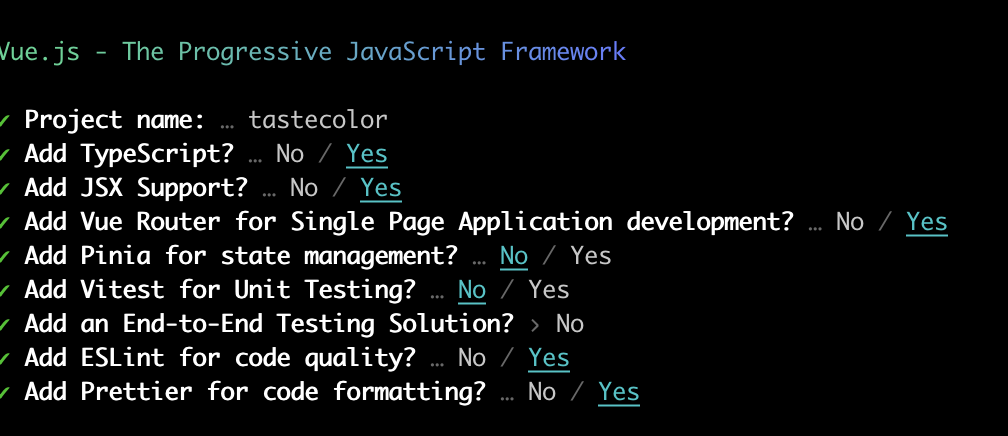 Vue.js - The Progressive JavaScript Framework
✓ Project name: … tastecolor
✓ Add TypeScript? … No / Yes
✓ Add JSX Support? … No / Yes
✓ Add Vue Router for Single Page Application development? … No / Yes
✓ Add Pinia for state management? … No / Yes
✓ Add Vitest for Unit Testing? … No / Yes
✓ Add an End-to-End Testing Solution? › No
✓ Add ESLint for code quality? … No / Yes
✓ Add Prettier for code formatting? … No / Yes